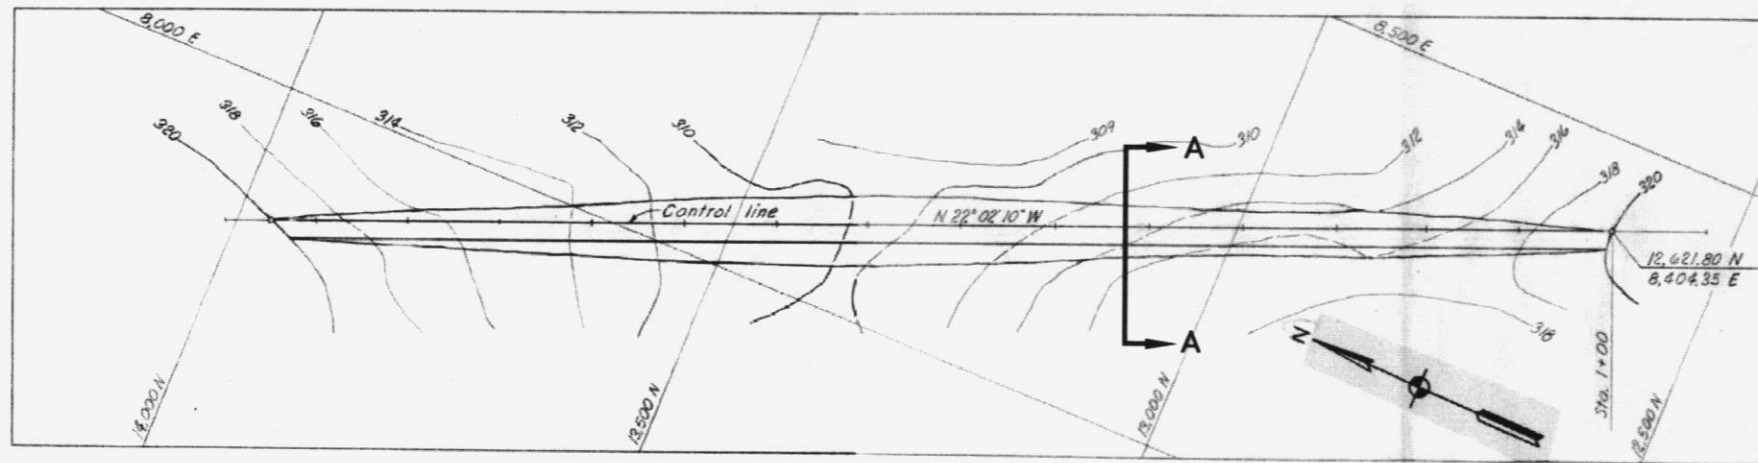 8,000 E
8,500 E
320
318
316
314
312
310
309
310
312
314
316
318
320
Control line
N 22° 02' 10" W
A
A
12,621.80 N
8,404.35 E
318
N
Sta. 1+00
14,000 N
13,500 N
13,000 N
12,500 N